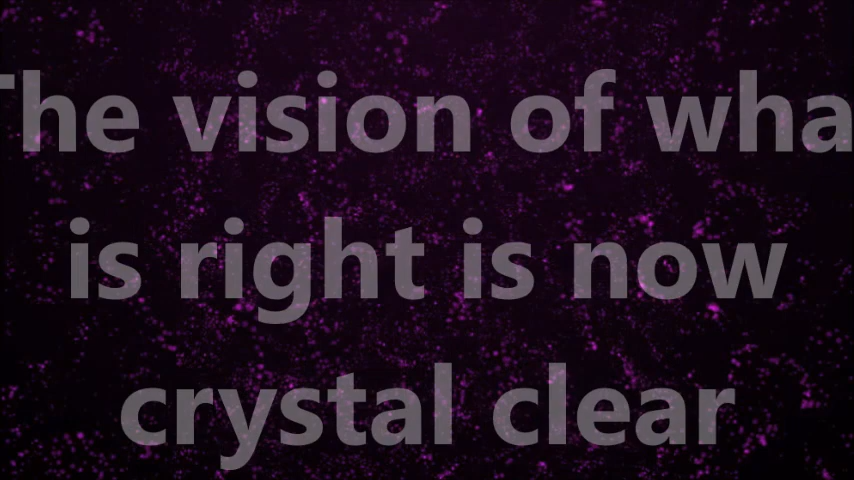 The vision of wha
is right is now
crystal clear